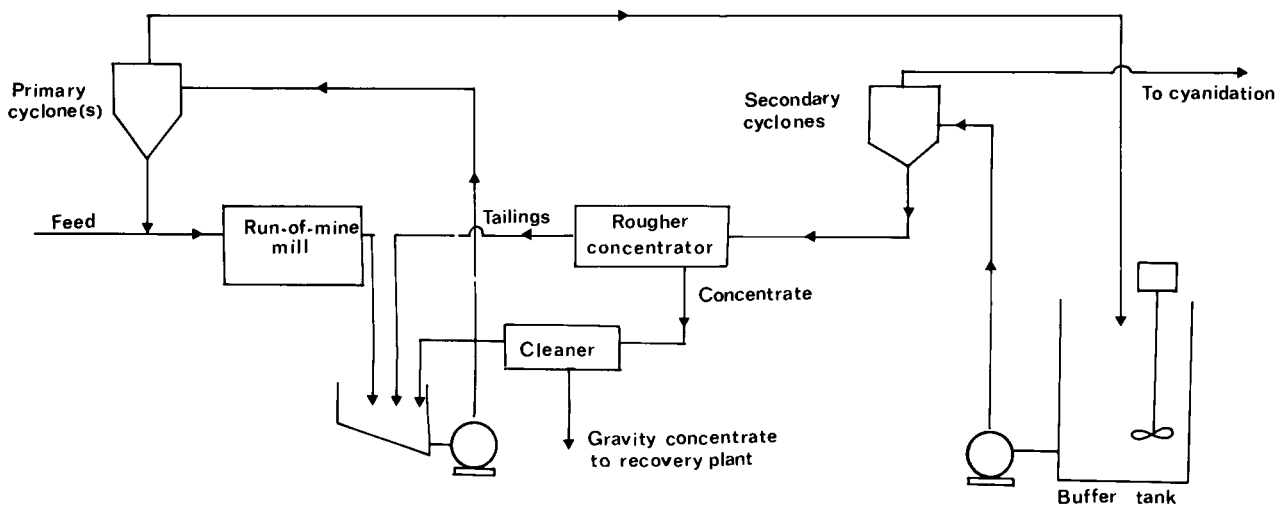 Primary
cyclone(s)
Secondary
cyclones
To cyanidation
Feed
Run-of-mine
mill
Tailings
Rougher
concentrator
Concentrate
Cleaner
Gravity concentrate
to recovery plant
Buffer tank